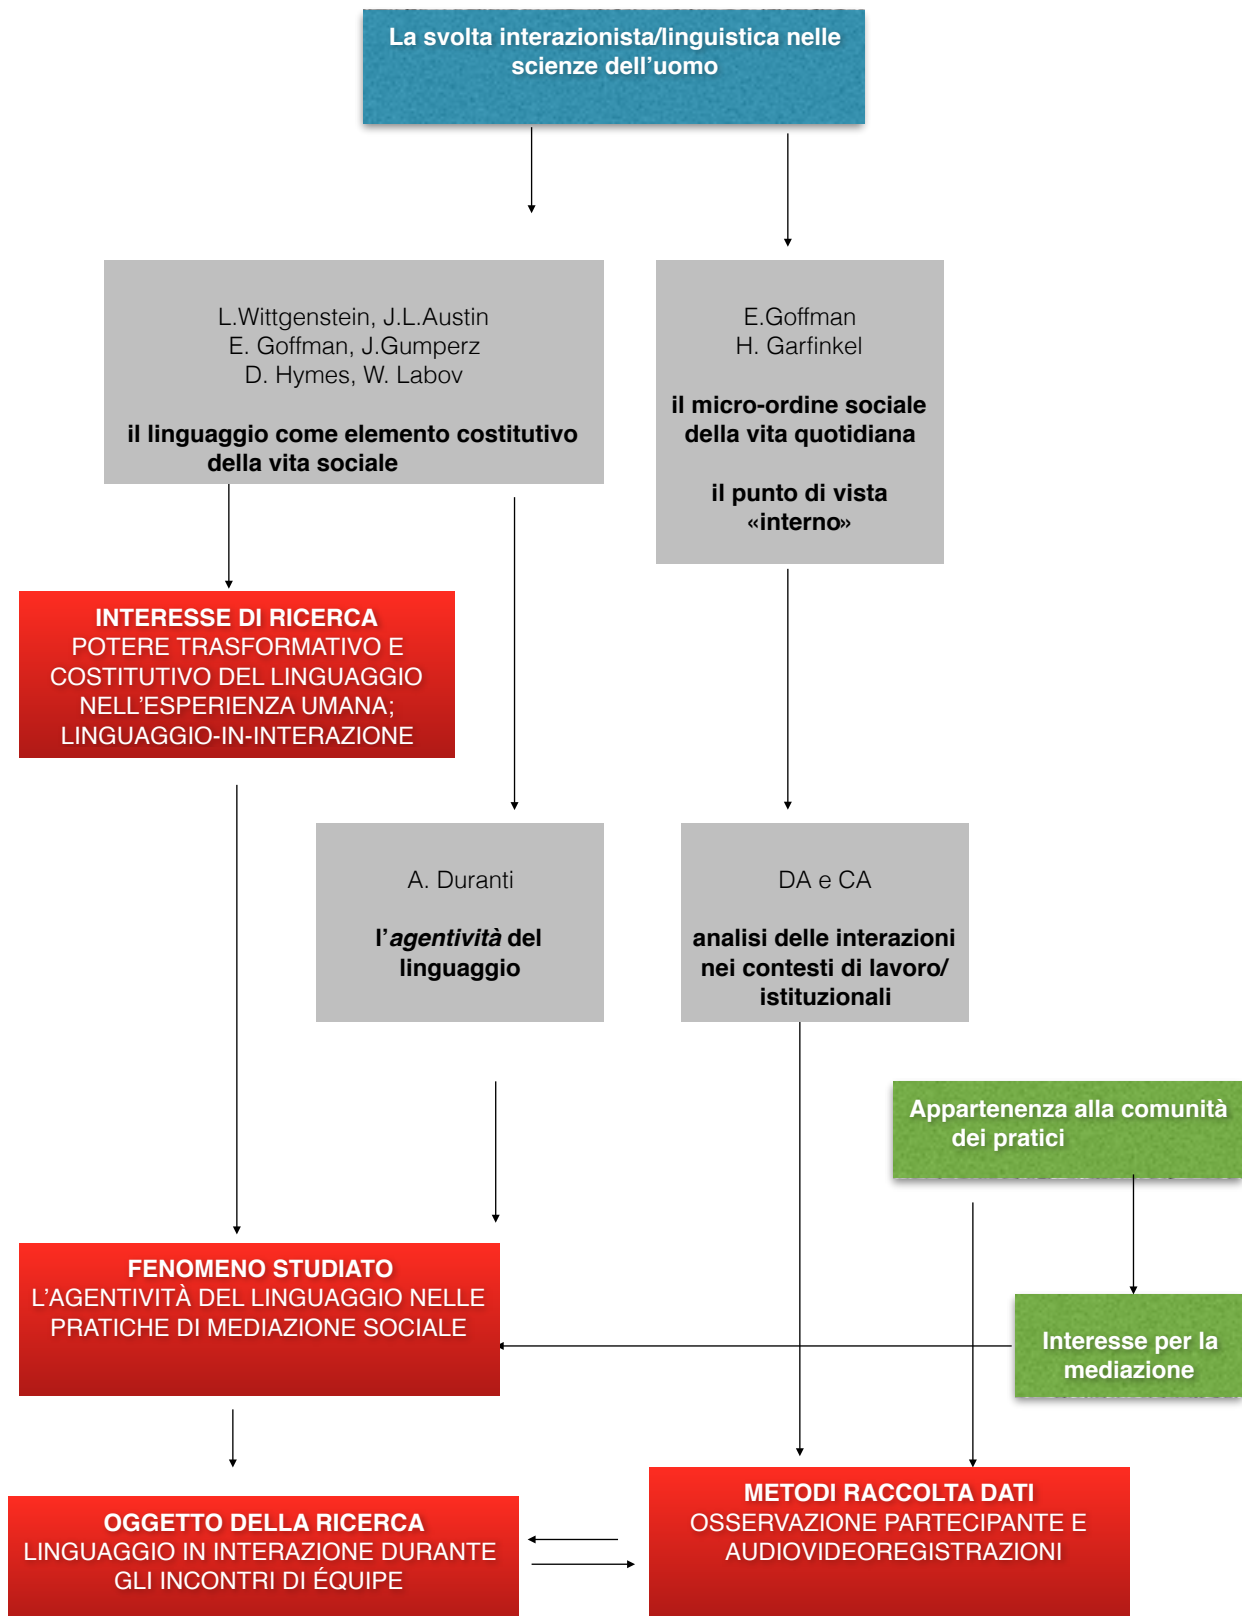 La svolta interazionista/linguistica nelle
scienze dell’uomo
L.Wittgenstein, J.L.Austin
E. Goffman, J.Gumperz
D. Hymes, W. Labov
il linguaggio come elemento costitutivo
della vita sociale
E.Goffman
H. Garfinkel
il micro-ordine sociale
della vita quotidiana
il punto di vista
«interno»
INTERESSE DI RICERCA
POTERE TRASFORMATIVO E
COSTITUTIVO DEL LINGUAGGIO
NELL’ESPERIENZA UMANA;
LINGUAGGIO-IN-INTERAZIONE
A. Duranti
l’agentività del
linguaggio
DA e CA
analisi delle interazioni
nei contesti di lavoro/
istituzionali
Appartenenza alla comunità
dei pratici
FENOMENO STUDIATO
L’AGENTIVITÀ DEL LINGUAGGIO NELLE
PRATICHE DI MEDIAZIONE SOCIALE
Interesse per la
mediazione
OGGETTO DELLA RICERCA
LINGUAGGIO IN INTERAZIONE DURANTE
GLI INCONTRI DI ÉQUIPE
METODI RACCOLTA DATI
OSSERVAZIONE PARTECIPANTE E
AUDIOVIDEOREGISTRAZIONI